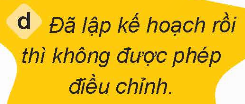 d Đã lập kế hoạch rồi
thì không được phép
điều chỉnh.